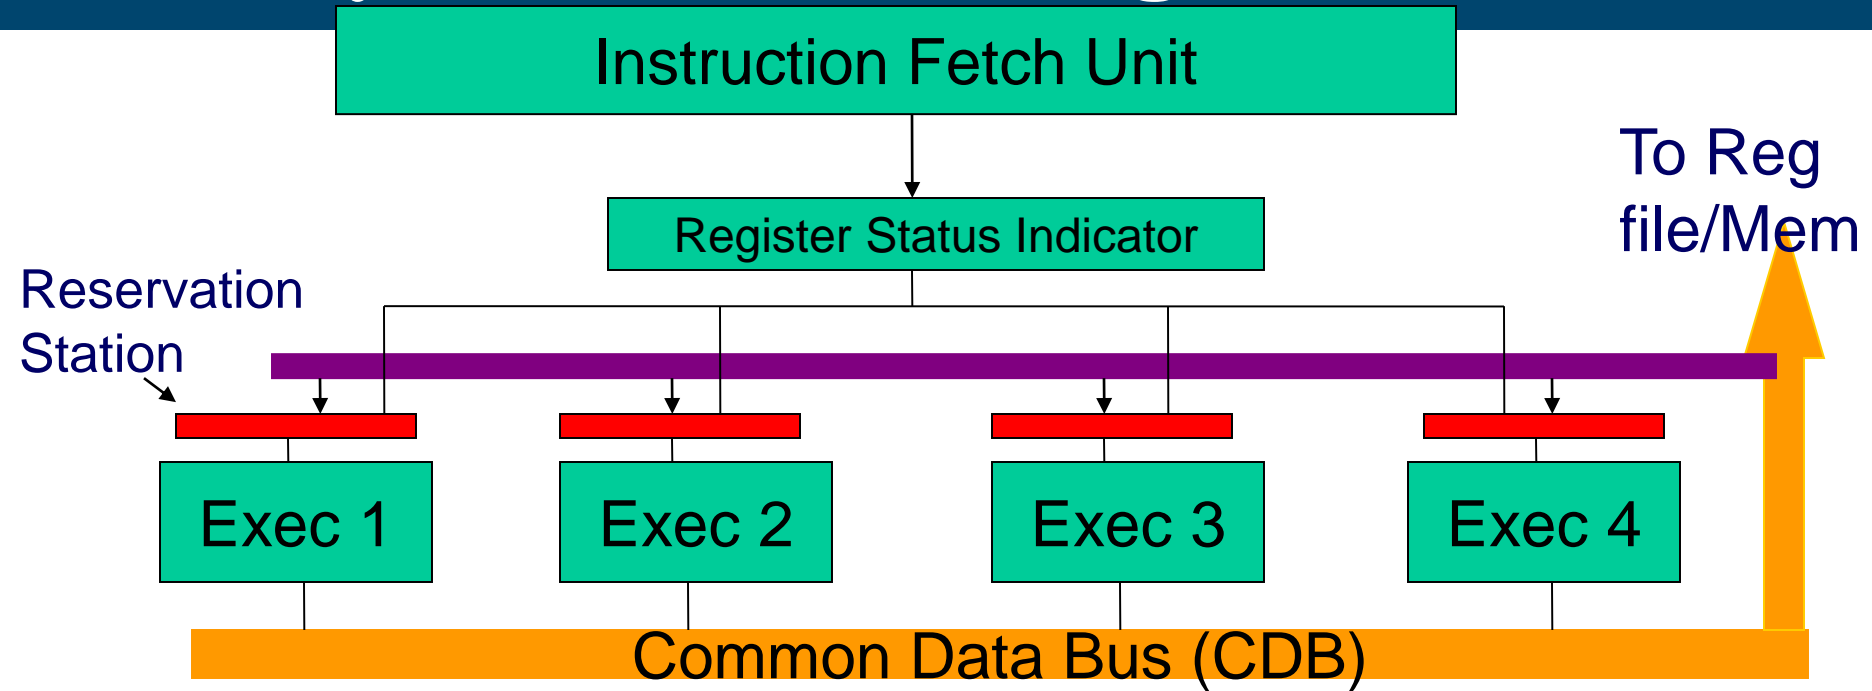 Instruction Fetch Unit
To Reg
file/Mem
Register Status Indicator
Reservation
Station
Exec 1
Exec 2
Exec 3
Exec 4
Common Data Bus (CDB)